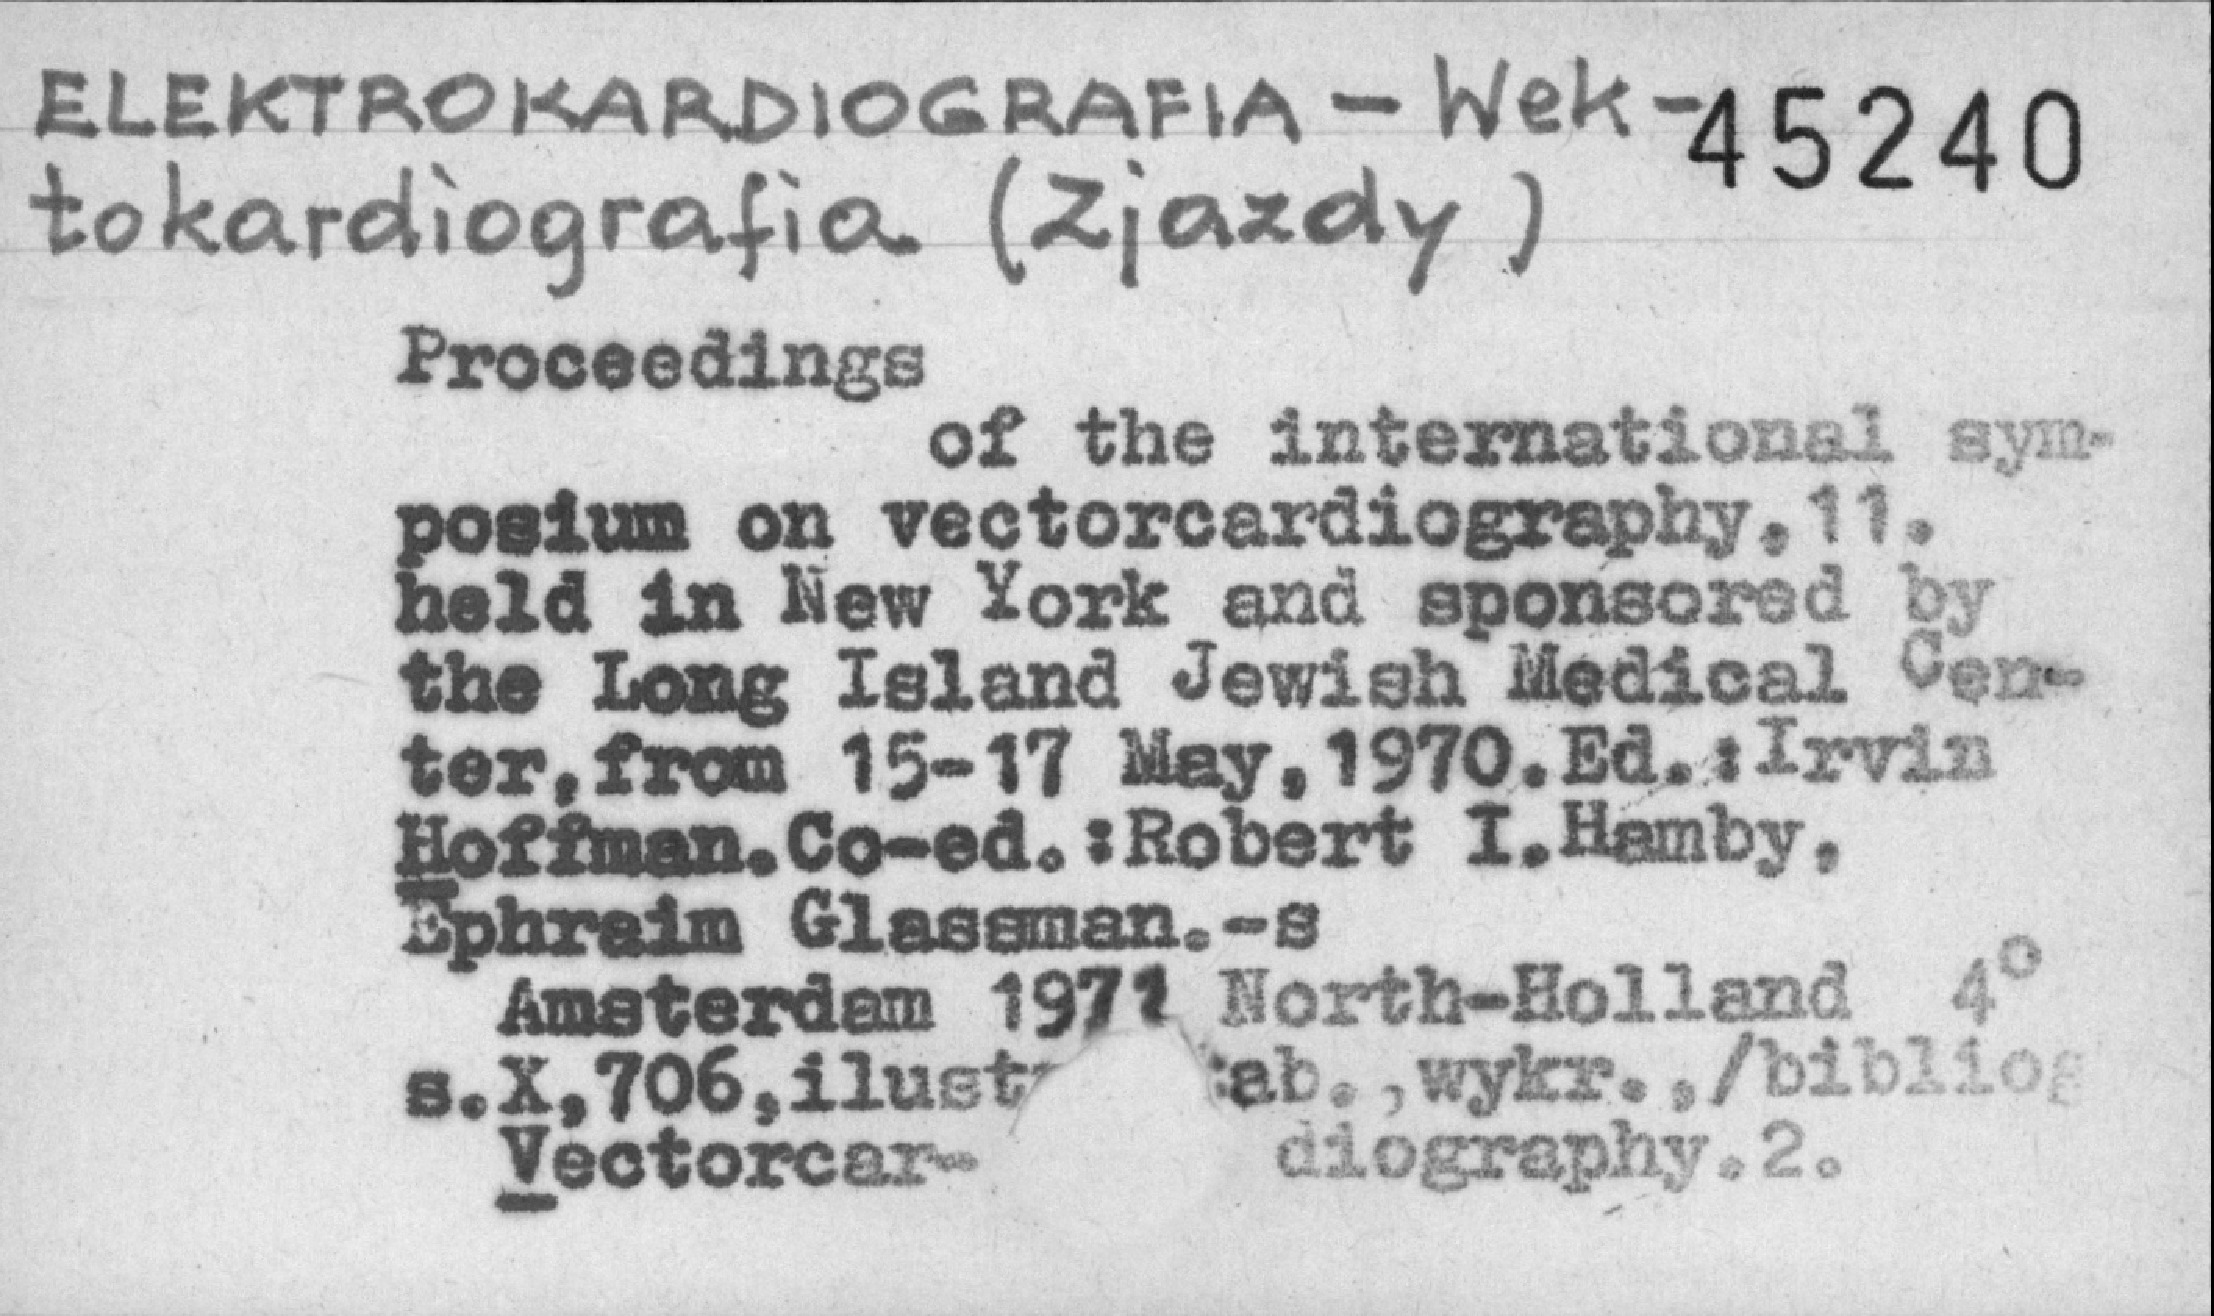 ELEKTROKARDIOGRAFIA - Wek- 45240
tokardiografia (Zjazdy)
Proceedings
of the international sym-
posium on vectorcardiography.11.
held in New York and sponsored by
the Long Island Jewish Medical Cen-
ter,from 15-17 May,1970.Ed.:Irvin
Hoffman.Co-ed.:Robert I.Hamby,
Ephraim Glassman.-s
Amsterdam 1971 North-Holland 4°
s.X,706,ilustr tab.,wykr.,/bibliog
Vectorcar- diography.2.